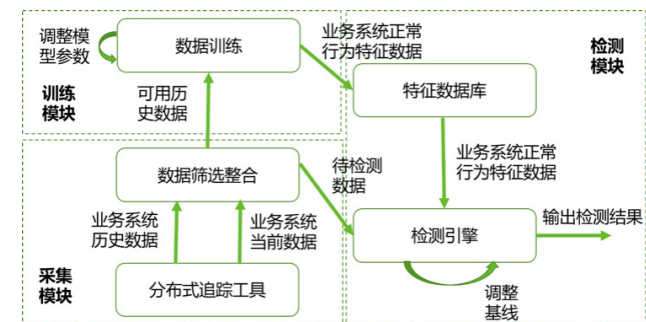 调整模
型参数
数据训练
业务系统正常
行为特征数据
检测
模块
训练
模块
可用历
史数据
特征数据库
数据筛选整合
待检测
数据
业务系统正常
行为特征数据
业务系统
历史数据
业务系统
当前数据
检测引擎
输出检测结果
采集
模块
分布式追踪工具
调整
基线